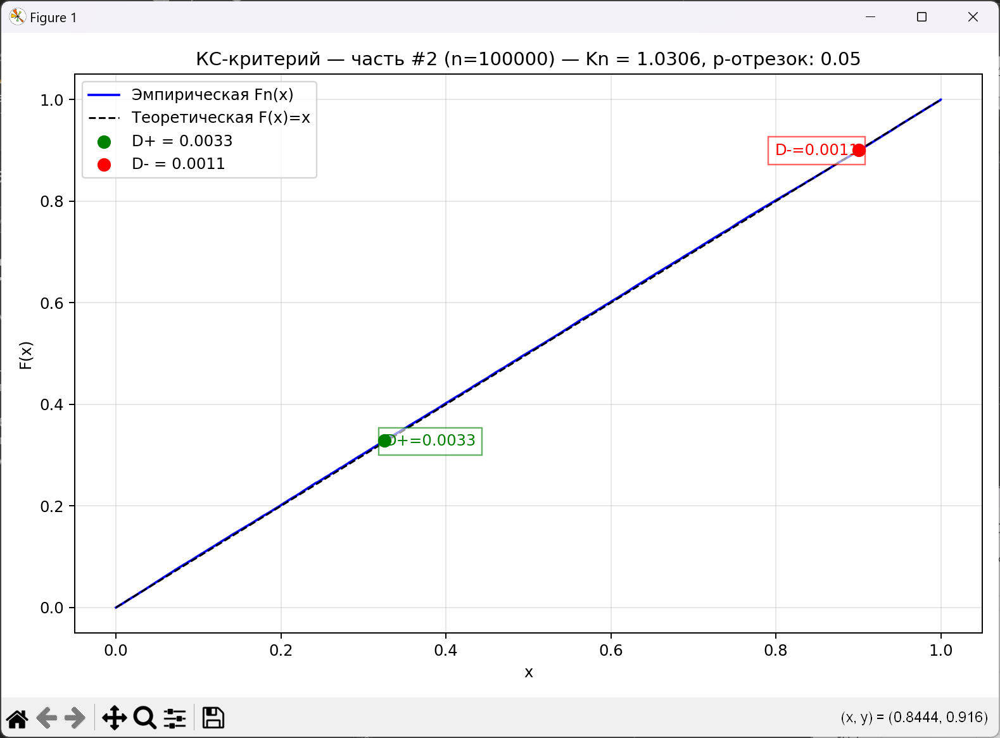 Figure 1
КС-критерий — часть #2 (n=100000) — Kn = 1.0306, p-отрезок: 0.05
Эмпирическая Fn(x)
Теоретическая F(x)=x
D+ = 0.0033
D- = 0.0011
D-=0.0011
D+=0.0033
1.0
0.8
0.6
0.4
0.2
0.0
F(x)
0.0 0.2 0.4 0.6 0.8 1.0
x
(x, y) = (0.8444, 0.916)